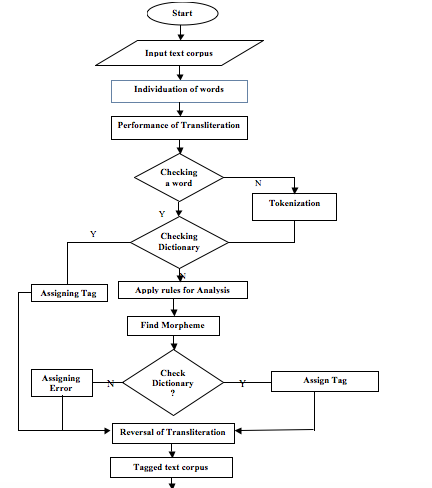 Start
Input text corpus
Individuation of words
Performance of Transliteration
Checking
a word
N
Tokenization
Y
Y
Checking
Dictionary
N
Assigning Tag
Apply rules for Analysis
Find Morpheme
Assigning
Error
N
Check
Dictionary
?
Y
Assign Tag
Reversal of Transliteration
Tagged text corpus